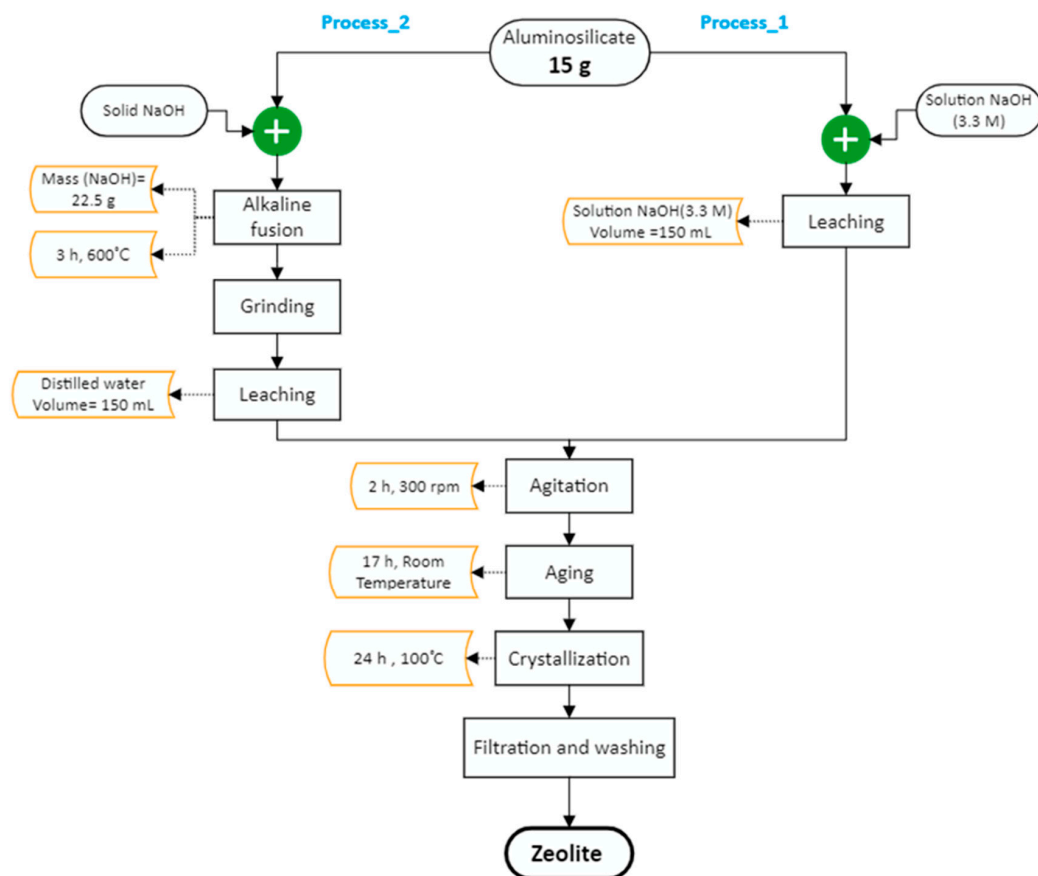 Process_2
Process_1
Aluminosilicate
15 g
Solid NaOH
Solution NaOH
(3.3 M)
Mass (NaOH)=
22.5 g
Alkaline
fusion
3 h, 600˚C
Solution NaOH(3.3 M)
Volume =150 mL
Leaching
Grinding
Distilled water
Volume= 150 mL
Leaching
2 h, 300 rpm
Agitation
17 h, Room
Temperature
Aging
24 h , 100˚C
Crystallization
Filtration and washing
Zeolite